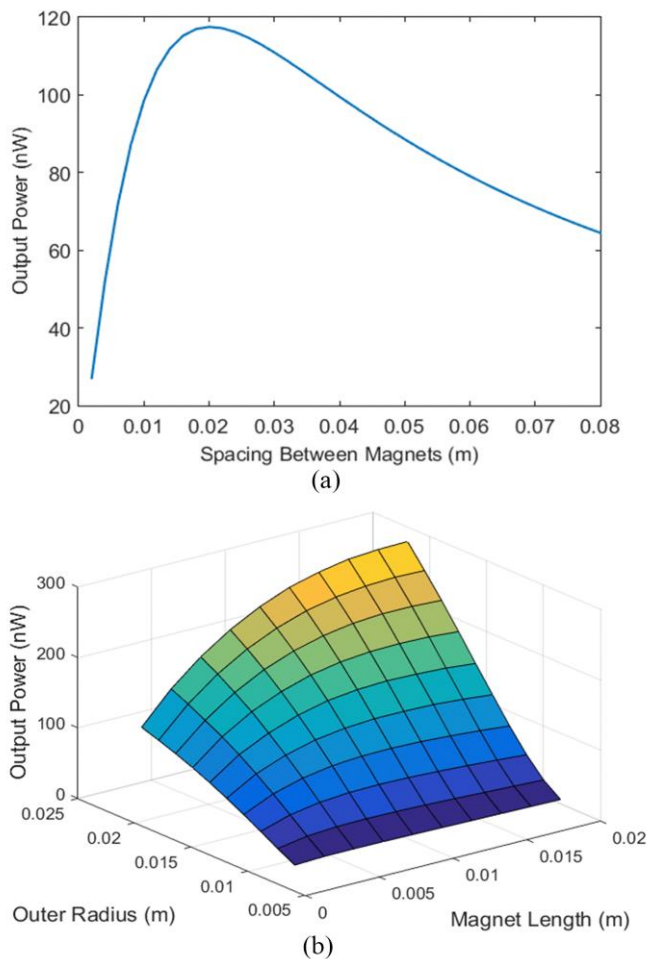 120
100
80
60
40
20
Output Power (nW)
0 0.01 0.02 0.03 0.04 0.05 0.06 0.07 0.08
Spacing Between Magnets (m)
(a)
300
200
100
0
Output Power (nW)
0.025
0.02
0.015
0.01
0.005
Outer Radius (m)
0
0.005
0.01
0.015
0.02
Magnet Length (m)
(b)